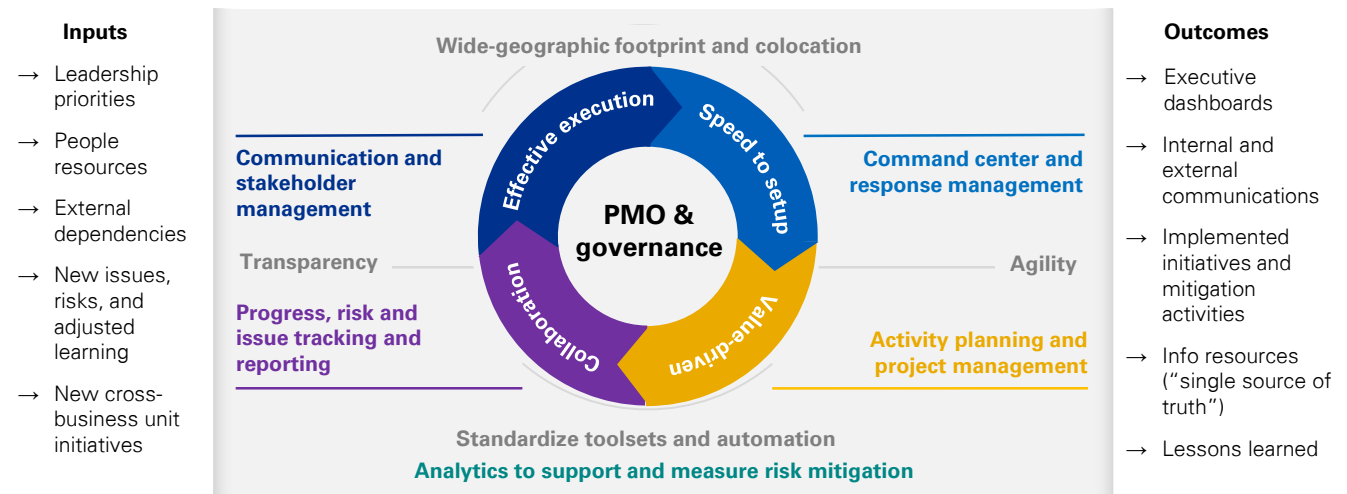 Inputs
→ Leadership
priorities
→ People
resources
→ External
dependencies
→ New issues,
risks, and
adjusted
learning
→ New cross-
business unit
initiatives
Wide-geographic footprint and colocation
Effective execution
Speed to setup
Value-driven
Collaboration
PMO &
governance
Communication and
stakeholder
management
Command center and
response management
Transparency
Agility
Progress, risk and
issue tracking and
reporting
Activity planning and
project management
Standardize toolsets and automation
Analytics to support and measure risk mitigation
Outcomes
→ Executive
dashboards
→ Internal and
external
communications
→ Implemented
initiatives and
mitigation
activities
→ Info resources
(“single source of
truth”)
→ Lessons learned